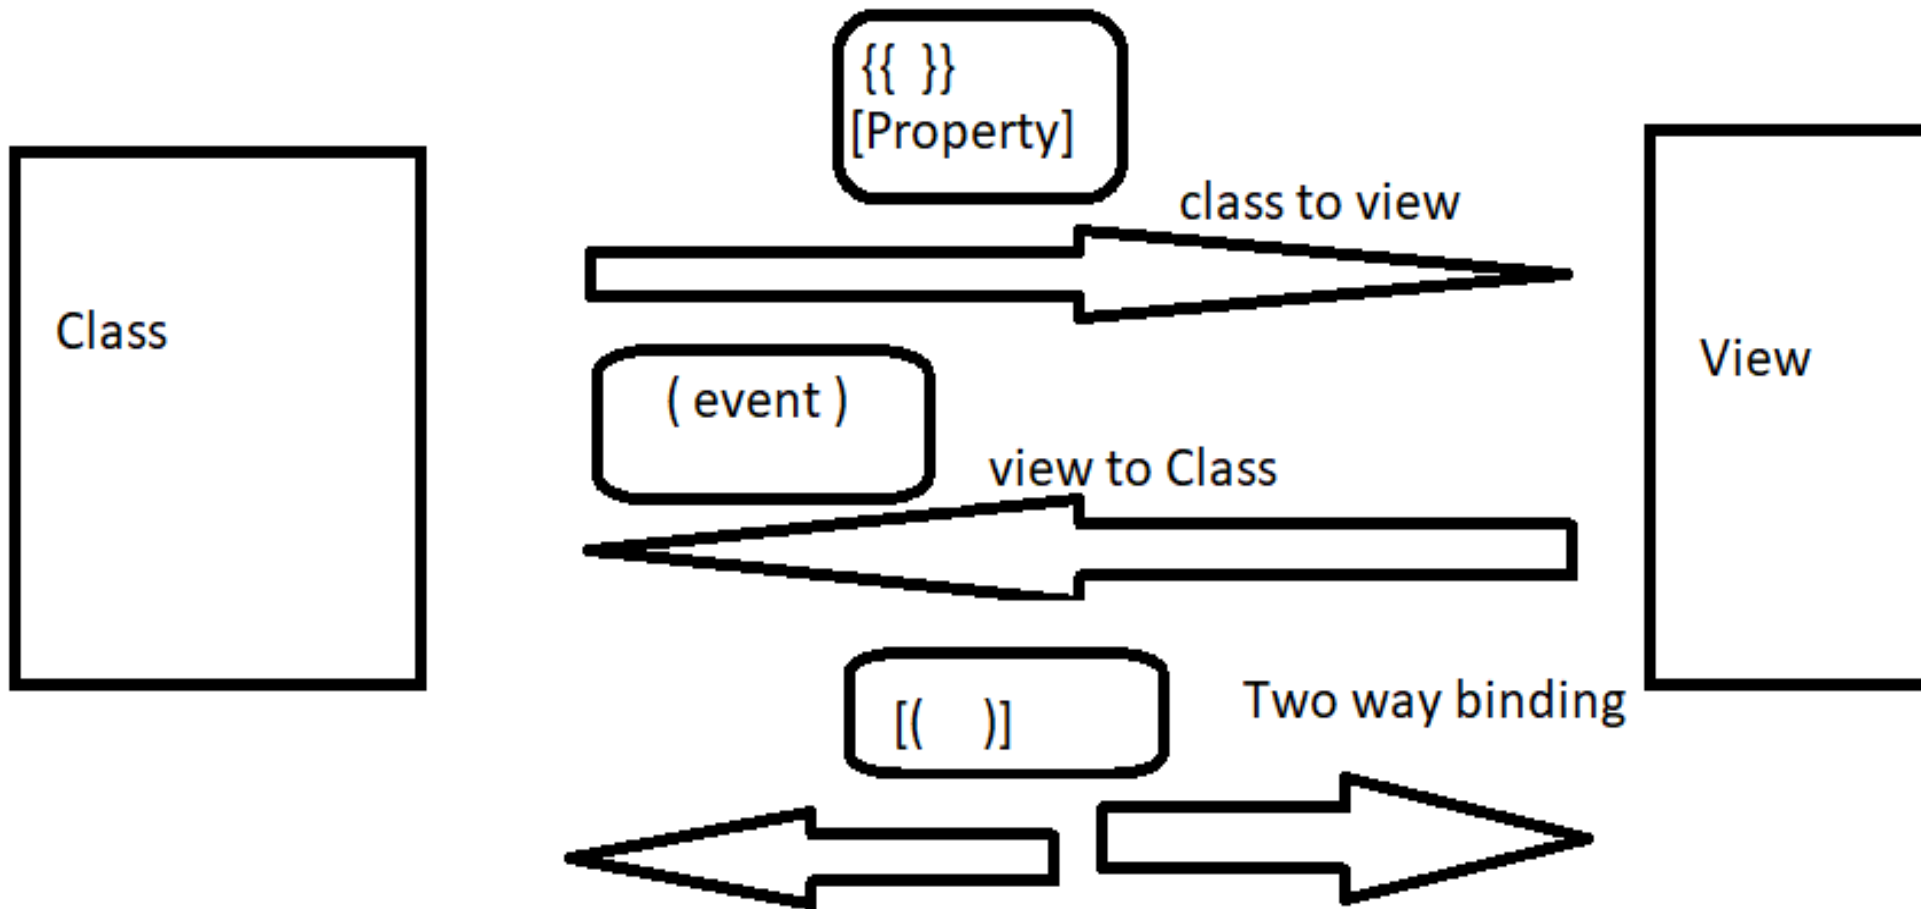 {{  }}
[Property]
class to view
Class
( event )
View
view to Class
[(    )]
Two way binding